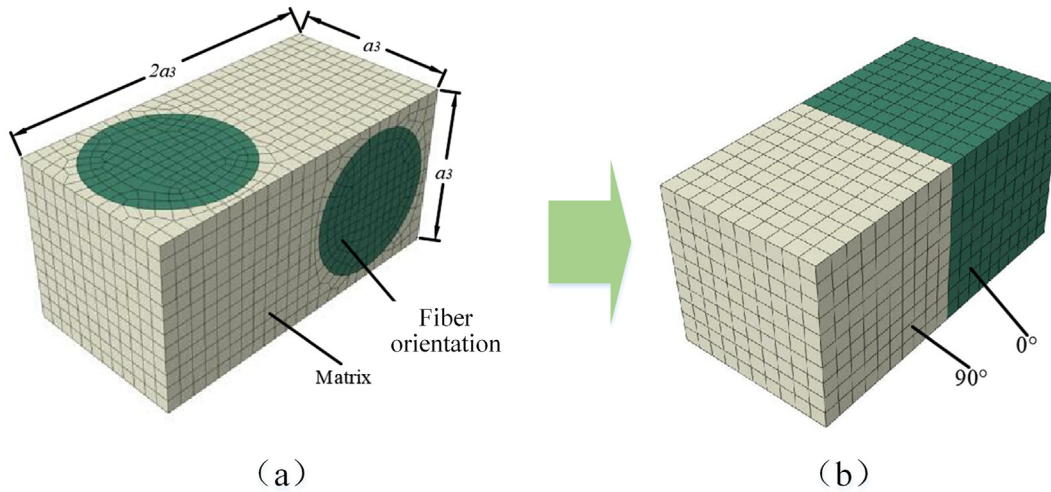 2a3
a3
a3
Fiber
orientation
Matrix
0°
90°
（a）
（b）